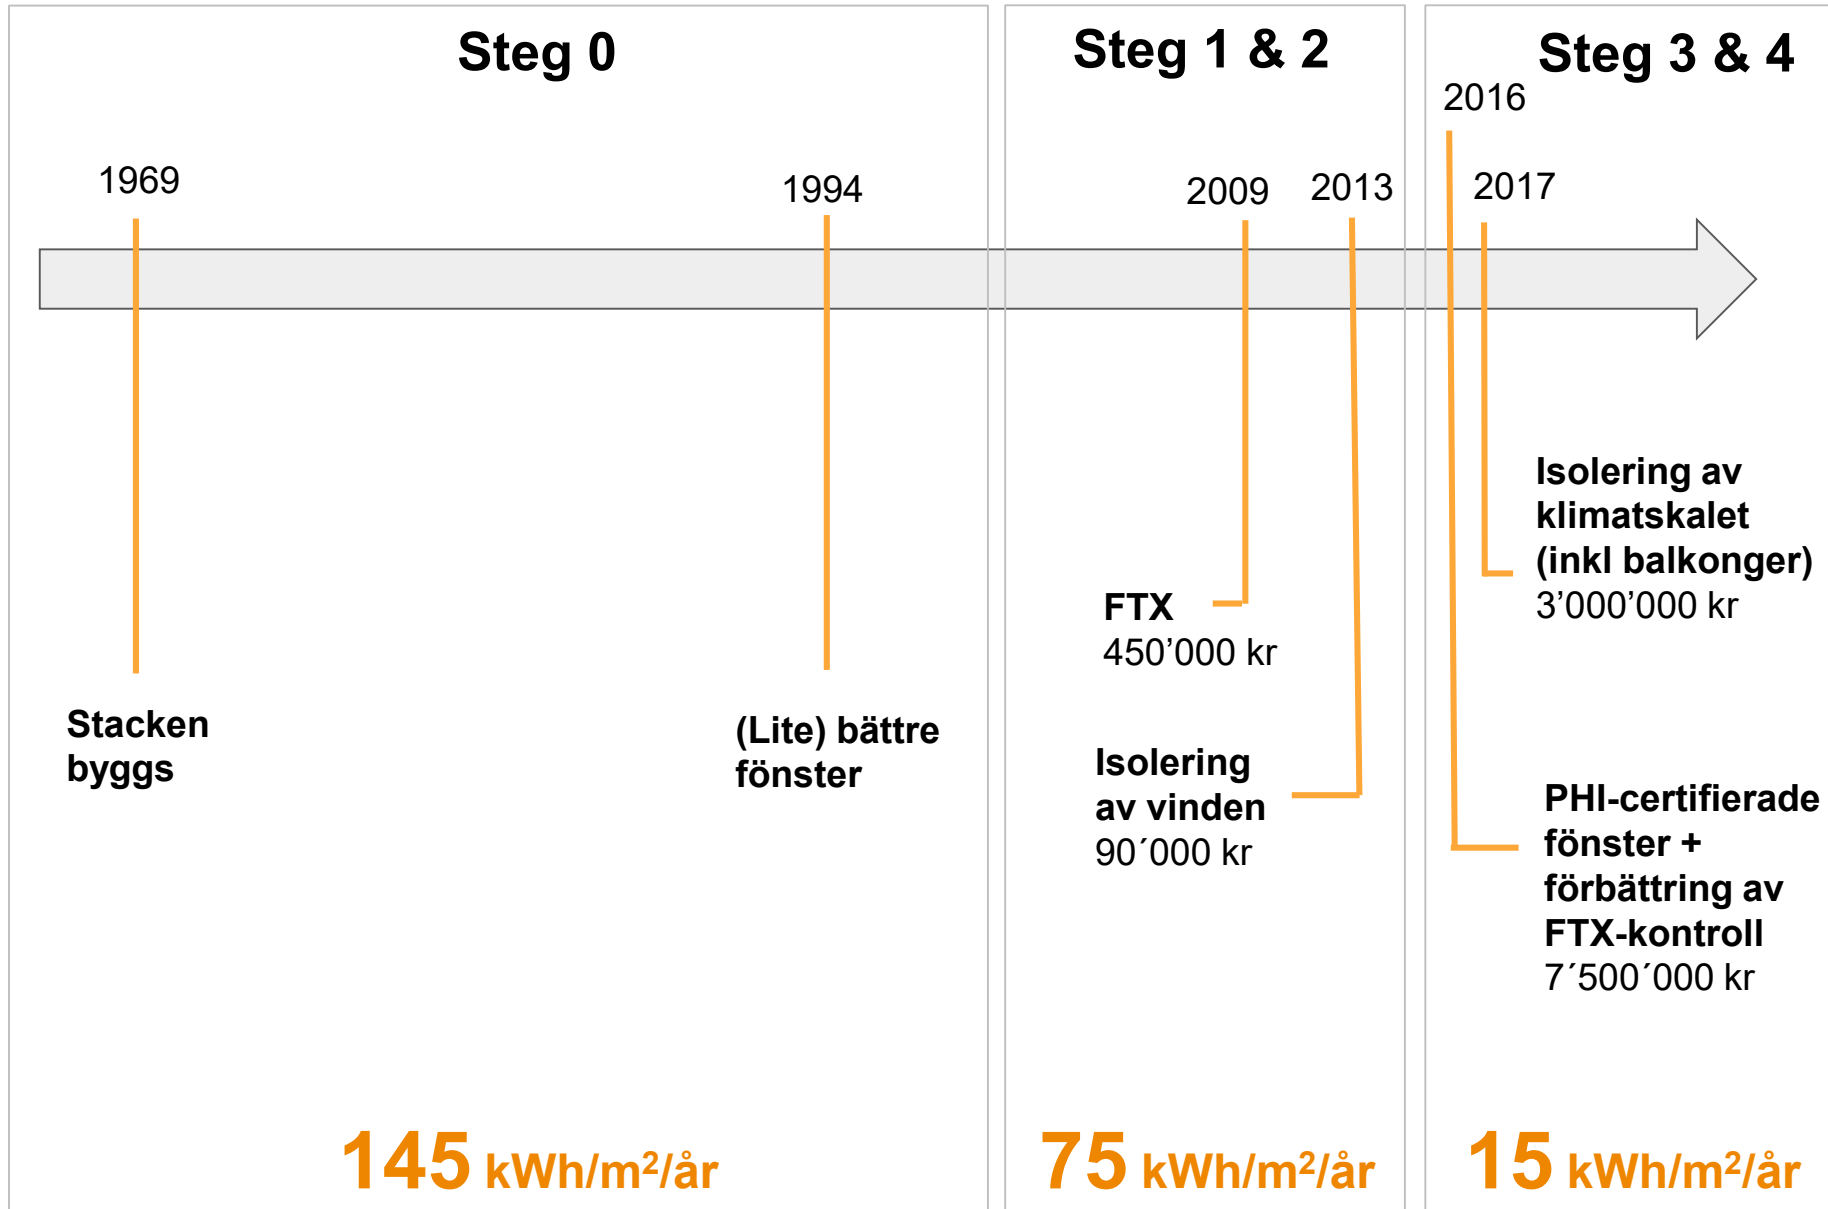 Steg 0
1969
1994
Stacken
byggs
(Lite) bättre
fönster
145 kWh/m²/år
Steg 1 & 2
2009
2013
FTX
450’000 kr
Isolering
av vinden
90´000 kr
75 kWh/m²/år
Steg 3 & 4
2016
2017
Isolering av
klimatskalet
(inkl balkonger)
3’000’000 kr
PHI-certifierade
fönster +
förbättring av
FTX-kontroll
7´500´000 kr
15 kWh/m²/år